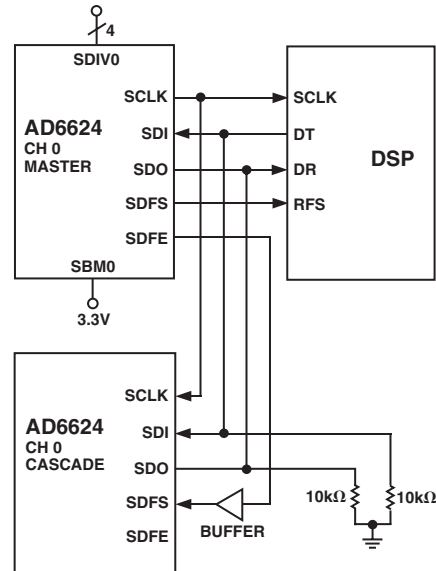 4
SDIV0
AD6624
CH 0
MASTER
SCLK
SDI
SDO
SDFS
SDFE
SBM0
3.3V
SCLK
DT
DR
RFS
DSP
AD6624
CH 0
CASCADE
SCLK
SDI
SDO
SDFS
SDFE
BUFFER
10kΩ
10kΩ